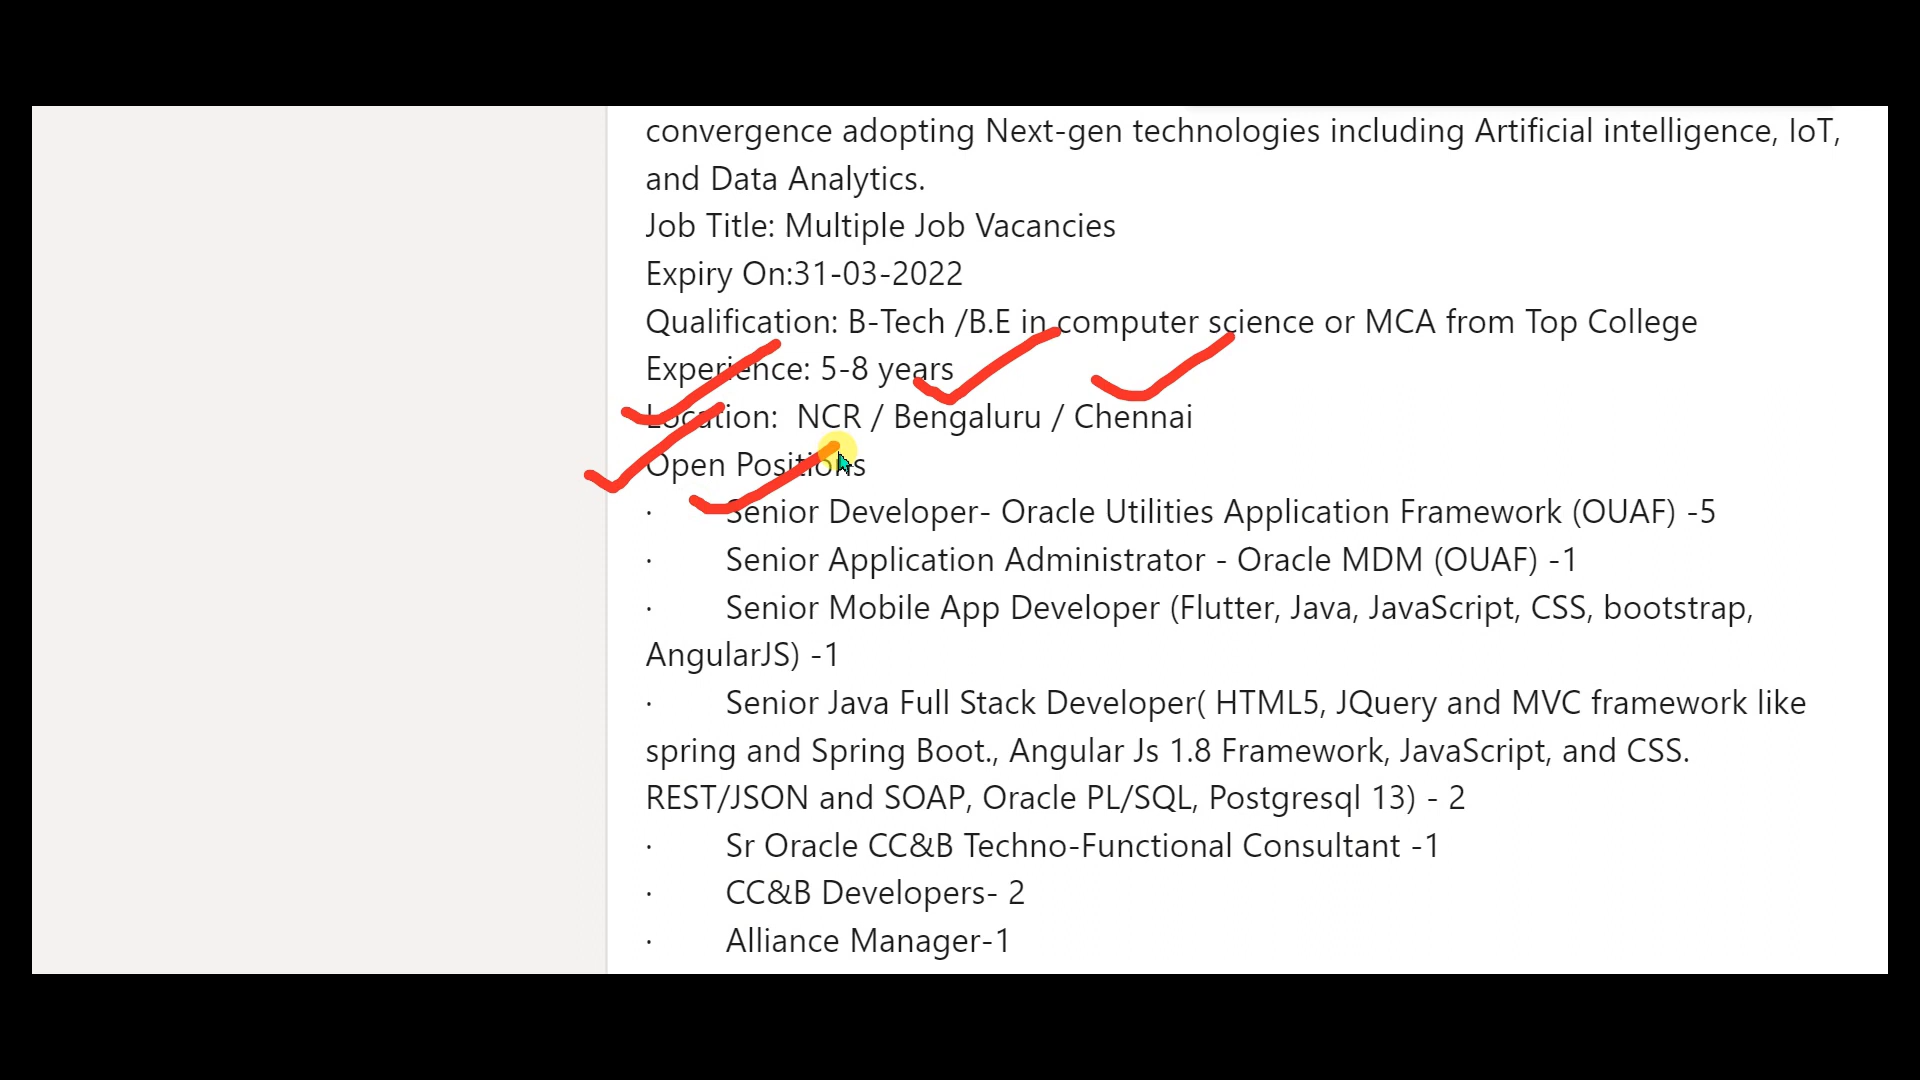 convergence adopting Next-gen technologies including Artificial intelligence, IoT,
and Data Analytics.
Job Title: Multiple Job Vacancies
Expiry On:31-03-2022
Qualification: B-Tech /B.E in computer science or MCA from Top College
Experience: 5-8 years
Location:  NCR / Bengaluru / Chennai
Open Positions
· Senior Developer- Oracle Utilities Application Framework (OUAF) -5
· Senior Application Administrator - Oracle MDM (OUAF) -1
· Senior Mobile App Developer (Flutter, Java, JavaScript, CSS, bootstrap,
AngularJS) -1
· Senior Java Full Stack Developer( HTML5, JQuery and MVC framework like
spring and Spring Boot., Angular Js 1.8 Framework, JavaScript, and CSS.
REST/JSON and SOAP, Oracle PL/SQL, Postgresql 13) - 2
· Sr Oracle CC&B Techno-Functional Consultant -1
· CC&B Developers- 2
· Alliance Manager-1